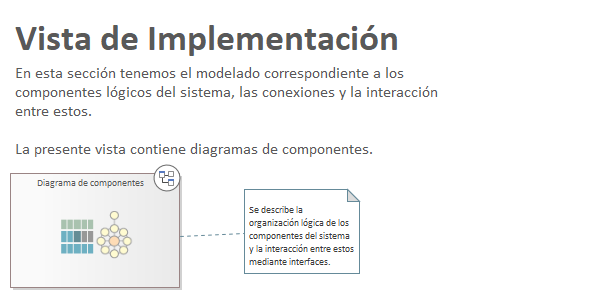 Vista de Implementación
En esta sección tenemos el modelado correspondiente a los
componentes lógicos del sistema, las conexiones y la interacción
entre estos.
La presente vista contiene diagramas de componentes.
Diagrama de componentes
Se describe la
organización lógica de los
componentes del sistema
y la interacción entre estos
mediante interfaces.